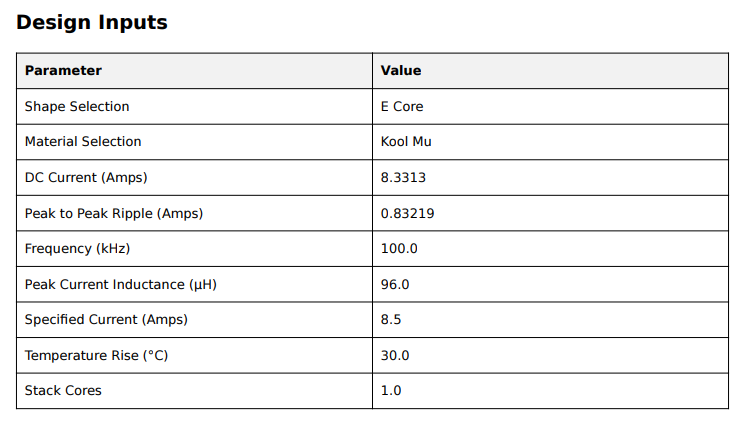 Design Inputs
Parameter Value
Shape Selection E Core
Material Selection Kool Mu
DC Current (Amps) 8.3313
Peak to Peak Ripple (Amps) 0.83219
Frequency (kHz) 100.0
Peak Current Inductance (μH) 96.0
Specified Current (Amps) 8.5
Temperature Rise (°C) 30.0
Stack Cores 1.0